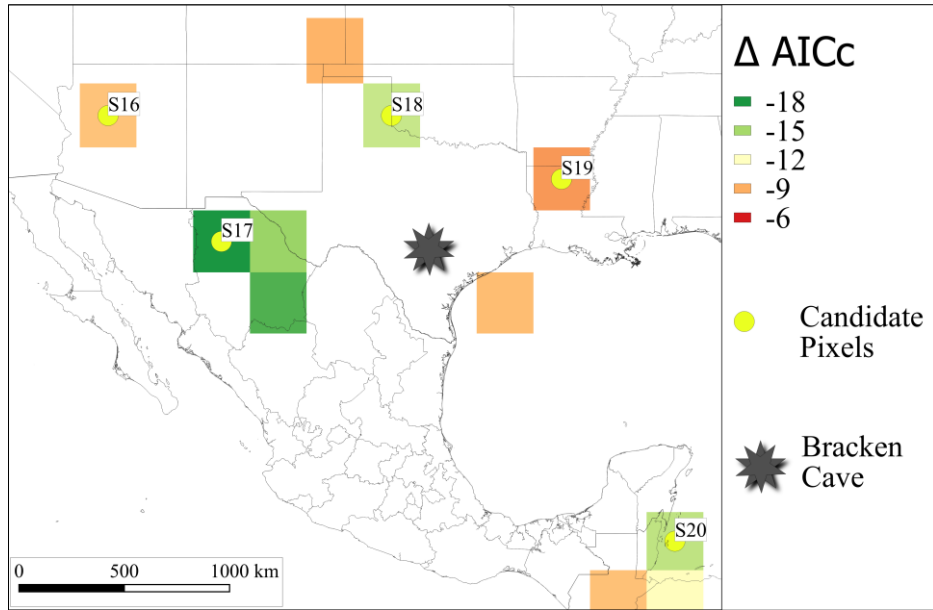 S16
S18
S19
S17
S20
0 500 1000 km
Δ AICc
-18
-15
-12
-9
-6
Candidate
Pixels
Bracken
Cave